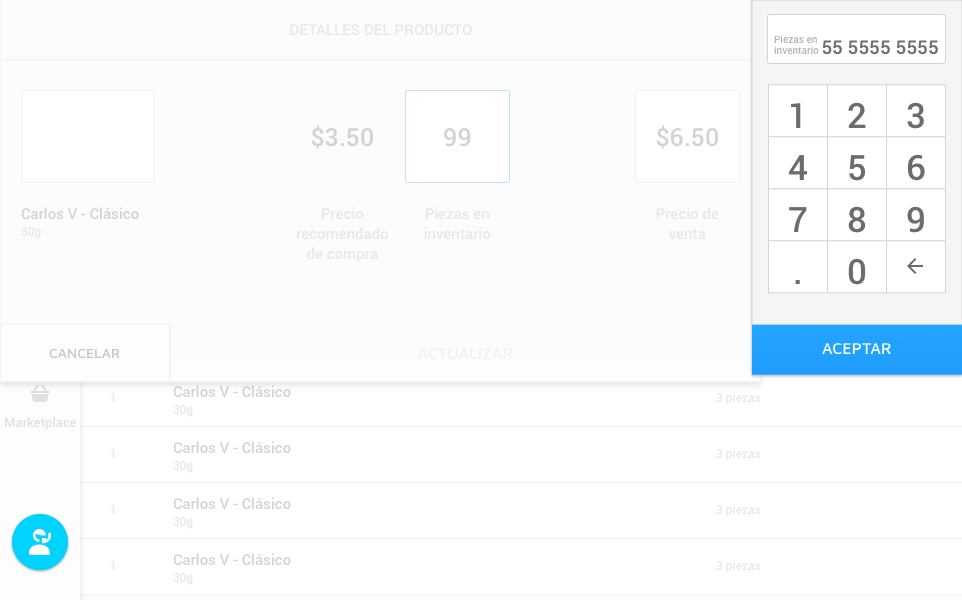 DETALLES DEL PRODUCTO
$3.50
99
$6.50
Carlos V - Clásico
30g
Precio
recomendado
de compra
Piezas en
inventario
Precio de
venta
CANCELAR
ACTUALIZAR
Piezas en
inventario
55 5555 5555
1 2 3
4 5 6
7 8 9
. 0 ←
ACEPTAR
Marketplace
1 Carlos V - Clásico 3 piezas
30g
1 Carlos V - Clásico 3 piezas
30g
1 Carlos V - Clásico 3 piezas
30g
1 Carlos V - Clásico 3 piezas
30g